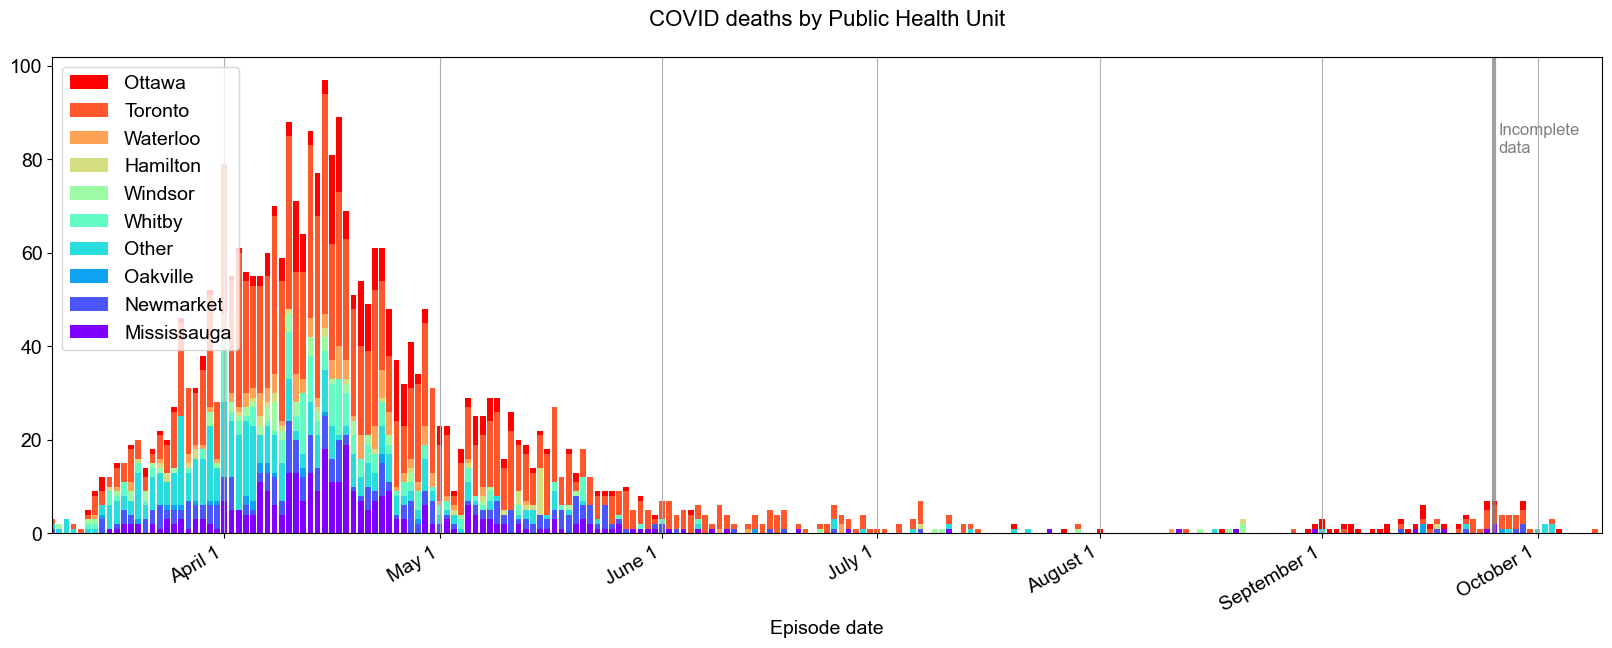 COVID deaths by Public Health Unit
100
80
60
40
20
0
Ottawa
Toronto
Waterloo
Hamilton
Windsor
Whitby
Other
Oakville
Newmarket
Mississauga
Incomplete
data
April 1
May 1
June 1
July 1
August 1
September 1
October 1
Episode date